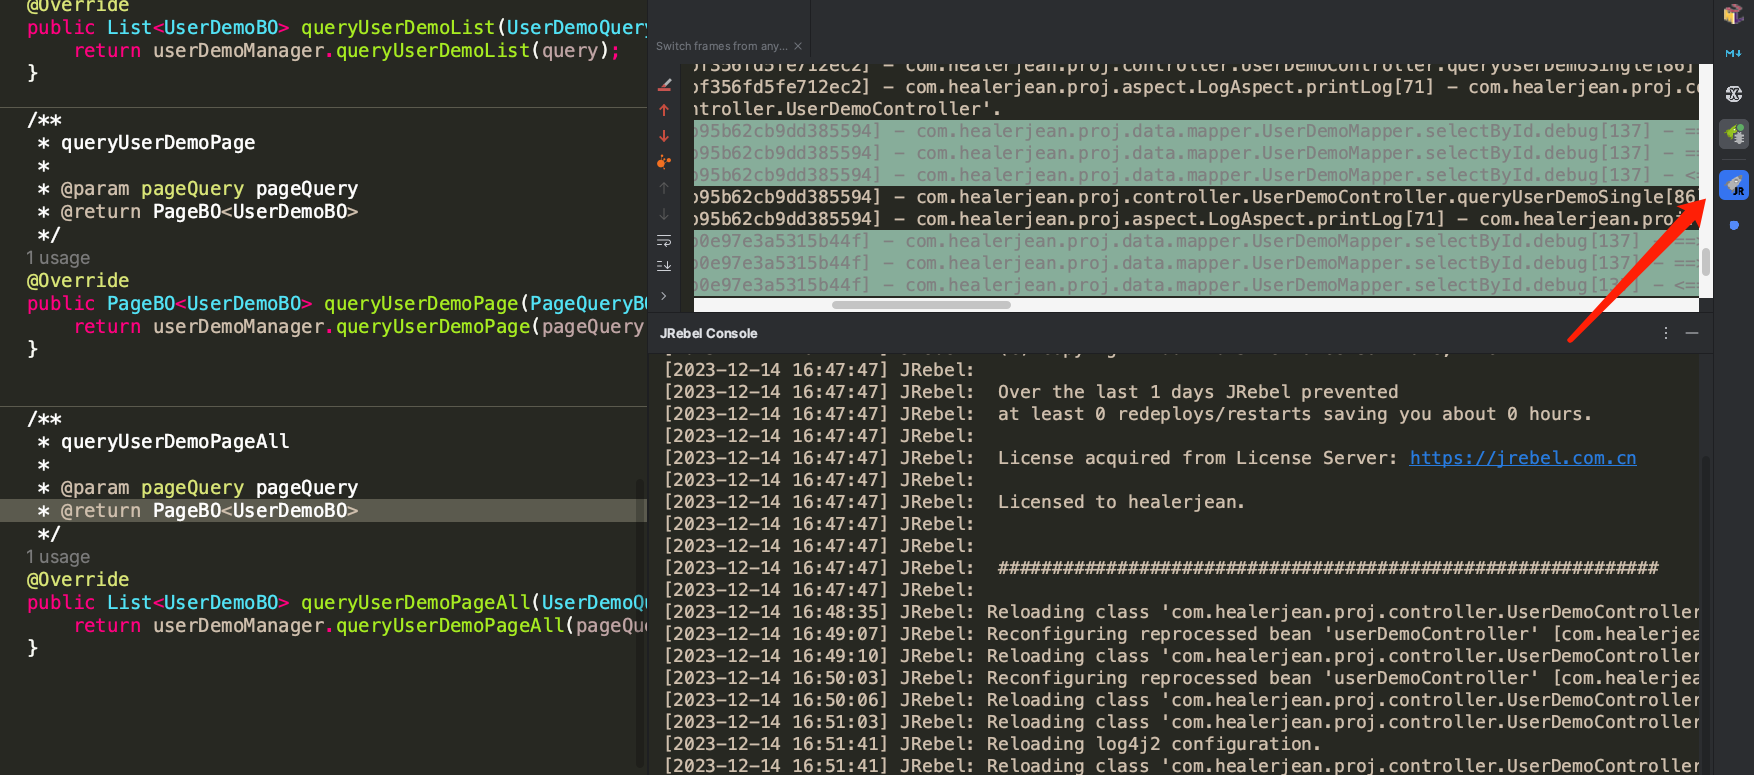 @Override
public List<UserDemoBO> queryUserDemoList(UserDemoQuery
return userDemoManager.queryUserDemoList(query);
}
/**
* queryUserDemoPage
*
* @param pageQuery pageQuery
* @return PageBO<UserDemoBO>
*/
1 usage
@Override
public PageBO<UserDemoBO> queryUserDemoPage(PageQueryBO
return userDemoManager.queryUserDemoPage(pageQuery
}
/**
* queryUserDemoPageAll
*
* @param pageQuery pageQuery
* @return PageBO<UserDemoBO>
*/
1 usage
@Override
public List<UserDemoBO> queryUserDemoPageAll(UserDemoQu
return userDemoManager.queryUserDemoPageAll(pageQu
}
Switch frames from any... ×
bf356fd5fe712ec2] – com.healerjean.proj.controller.UserDemoController.queryUserDemoSingle[86]
bf356fd5fe712ec2] – com.healerjean.proj.aspect.LogAspect.printLog[71] – com.healerjean.proj.co
ntroller.UserDemoController'.
b95b62cb9dd385594] – com.healerjean.proj.data.mapper.UserDemoMapper.selectById.debug[137] – ==
b95b62cb9dd385594] – com.healerjean.proj.data.mapper.UserDemoMapper.selectById.debug[137] – ==
b95b62cb9dd385594] – com.healerjean.proj.data.mapper.UserDemoMapper.selectById.debug[137] – <=
b95b62cb9dd385594] – com.healerjean.proj.controller.UserDemoController.queryUserDemoSingle[86
b95b62cb9dd385594] – com.healerjean.proj.aspect.LogAspect.printLog[71] – com.healerjean.proj.
b0e97e3a5315b44f] – com.healerjean.proj.data.mapper.UserDemoMapper.selectById.debug[137] – ==>
b0e97e3a5315b44f] – com.healerjean.proj.data.mapper.UserDemoMapper.selectById.debug[137] – ==>
b0e97e3a5315b44f] – com.healerjean.proj.data.mapper.UserDemoMapper.selectById.debug[137] – <==
JRebel Console
[2023-12-14 16:47:47] JRebel:
[2023-12-14 16:47:47] JRebel: Over the last 1 days JRebel prevented
[2023-12-14 16:47:47] JRebel: at least 0 redeploys/restarts saving you about 0 hours.
[2023-12-14 16:47:47] JRebel:
[2023-12-14 16:47:47] JRebel: License acquired from License Server: https://jrebel.com.cn
[2023-12-14 16:47:47] JRebel:
[2023-12-14 16:47:47] JRebel: Licensed to healerjean.
[2023-12-14 16:47:47] JRebel:
[2023-12-14 16:47:47] JRebel:
[2023-12-14 16:47:47] JRebel: #############################################################
[2023-12-14 16:47:47] JRebel:
[2023-12-14 16:48:35] JRebel: Reloading class 'com.healerjean.proj.controller.UserDemoController
[2023-12-14 16:49:07] JRebel: Reconfiguring reprocessed bean 'userDemoController' [com.healerjea
[2023-12-14 16:49:10] JRebel: Reloading class 'com.healerjean.proj.controller.UserDemoController
[2023-12-14 16:50:03] JRebel: Reconfiguring reprocessed bean 'userDemoController' [com.healerjea
[2023-12-14 16:50:06] JRebel: Reloading class 'com.healerjean.proj.controller.UserDemoController
[2023-12-14 16:51:03] JRebel: Reloading class 'com.healerjean.proj.controller.UserDemoController
[2023-12-14 16:51:41] JRebel: Reloading log4j2 configuration.
[2023-12-14 16:51:41] JRebel: Reloading class 'com.healerjean.proj.controller.UserDemoController
M↓
JR